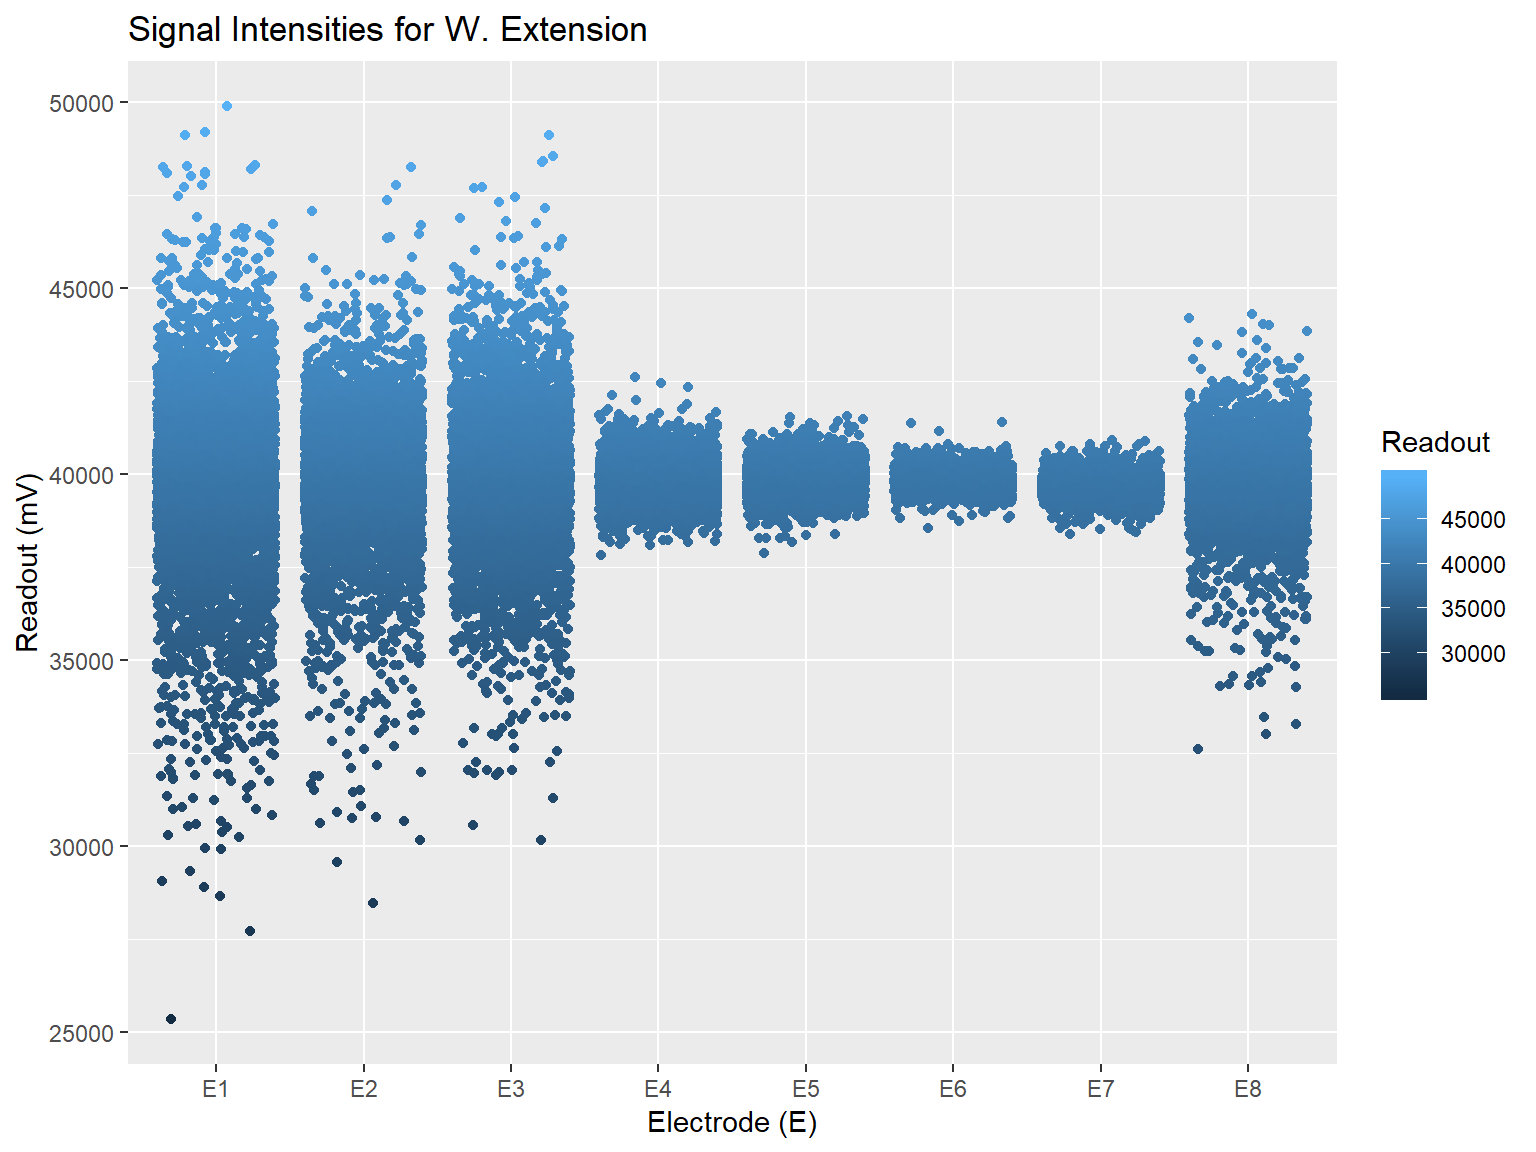 Signal Intensities for W. Extension
Readout (mV)
50000
45000
40000
35000
30000
25000
E1 E2 E3 E4 E5 E6 E7 E8
Electrode (E)
Readout
45000
40000
35000
30000